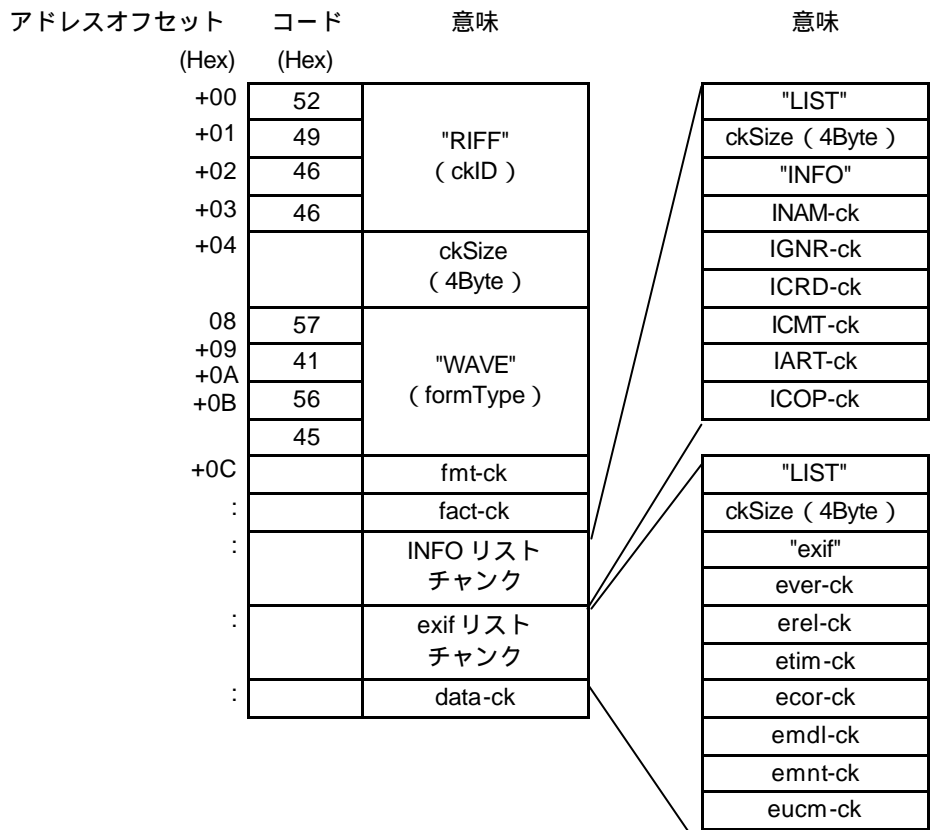 アドレスオフセット コード 意味 意味
(Hex) (Hex)
+00 52
+01 49
+02 46
+03 46
"RIFF"
(ckID)
+04 ckSize
(4Byte)
08 57
+09 41
+0A 56
+0B 45
"WAVE"
(formType)
+0C fmt-ck
: fact-ck
: INFO リスト
チャンク
: exif リスト
チャンク
: data-ck
"LIST"
ckSize(4Byte)
"INFO"
INAM-ck
IGNR-ck
ICRD-ck
ICMT-ck
IART-ck
ICOP-ck
"LIST"
ckSize(4Byte)
"exif"
ever-ck
erel-ck
etim-ck
ecor-ck
emdl-ck
emnt-ck
eucm-ck